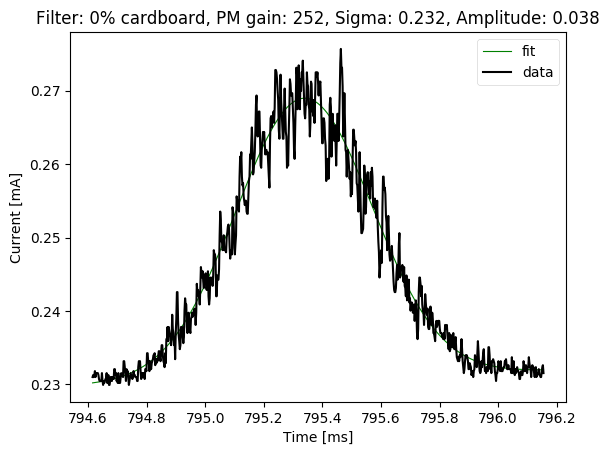 Filter: 0% cardboard, PM gain: 252, Sigma: 0.232, Amplitude: 0.038
fit
data
0.27
0.26
0.25
0.24
0.23
Current [mA]
794.6 794.8 795.0 795.2 795.4 795.6 795.8 796.0 796.2
Time [ms]